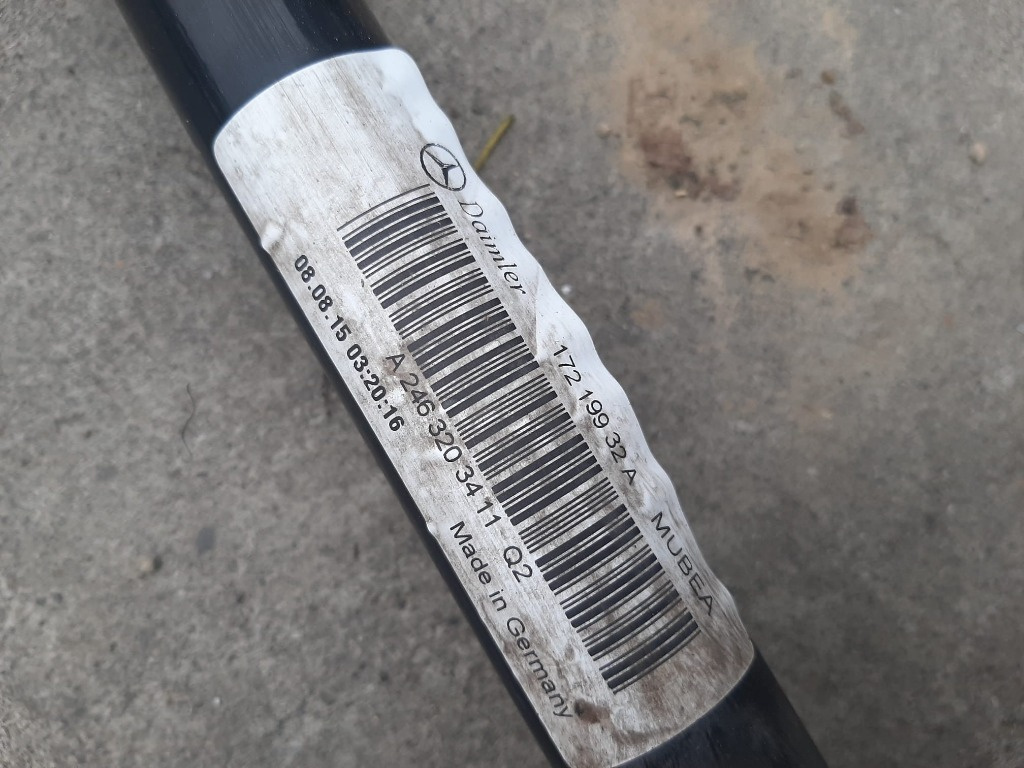 Daimler 172 199 32 A MUBEA
A 246 320 34 11 Q2
08.08.15 03:20:16 Made in Germany